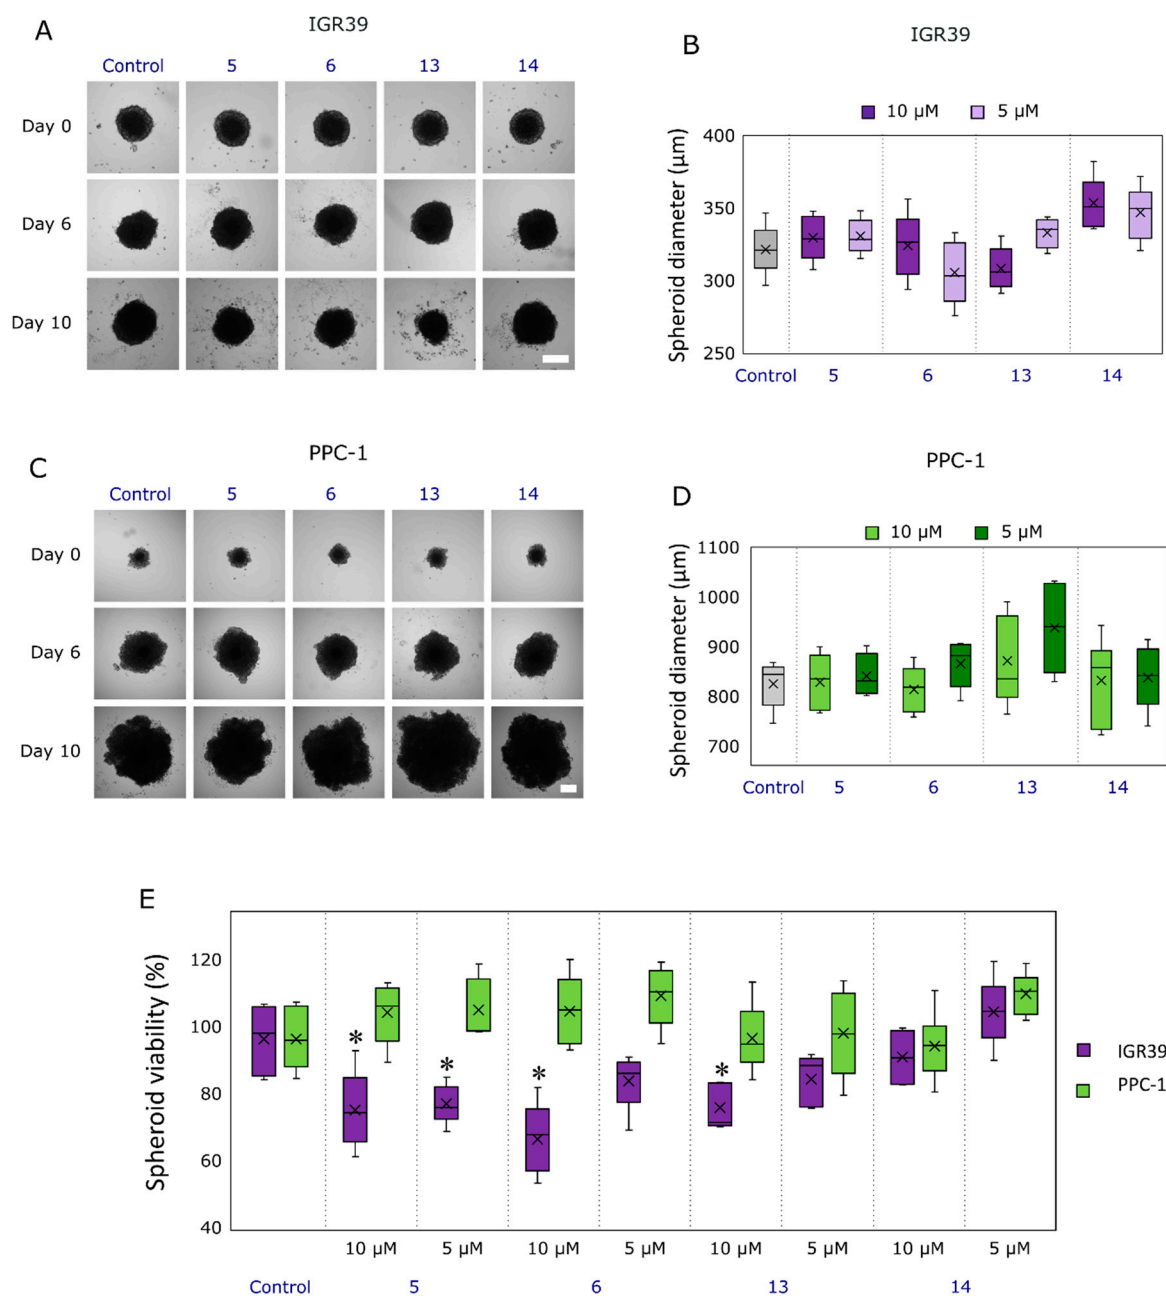 A
IGR39
Control 5 6 13 14
Day 0
Day 6
Day 10
B
IGR39
10 μM 5 μM
Spheroid diameter (μm)
400
350
300
250
Control 5 6 13 14
C
PPC-1
Control 5 6 13 14
Day 0
Day 6
Day 10
D
PPC-1
10 μM 5 μM
Spheroid diameter (μm)
1100
1000
900
800
700
Control 5 6 13 14
E
Spheroid viability (%)
120
100
80
60
40
* * * *
IGR39
PPC-1
10 μM 5 μM 10 μM 5 μM 10 μM 5 μM 10 μM 5 μM
Control 5 6 13 14